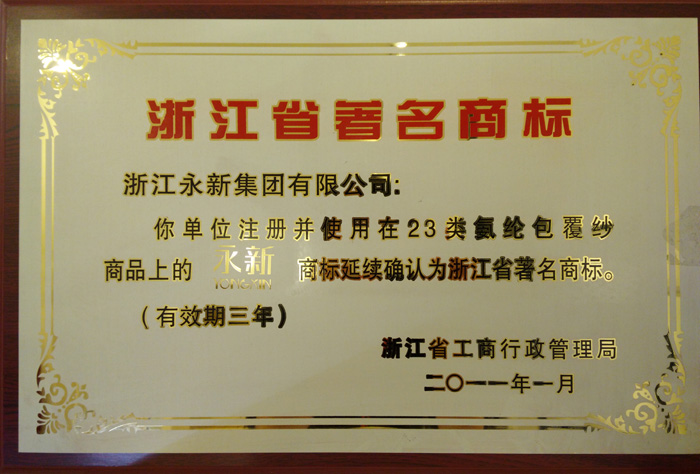 浙江省著名商标
浙江永新集团有限公司:
你单位注册并使用在23类氨纶包覆纱
商品上的 永新 商标延续确认为浙江省著名商标。
YONGXIN
(有效期三年)
浙江省工商行政管理局
二〇一一年一月